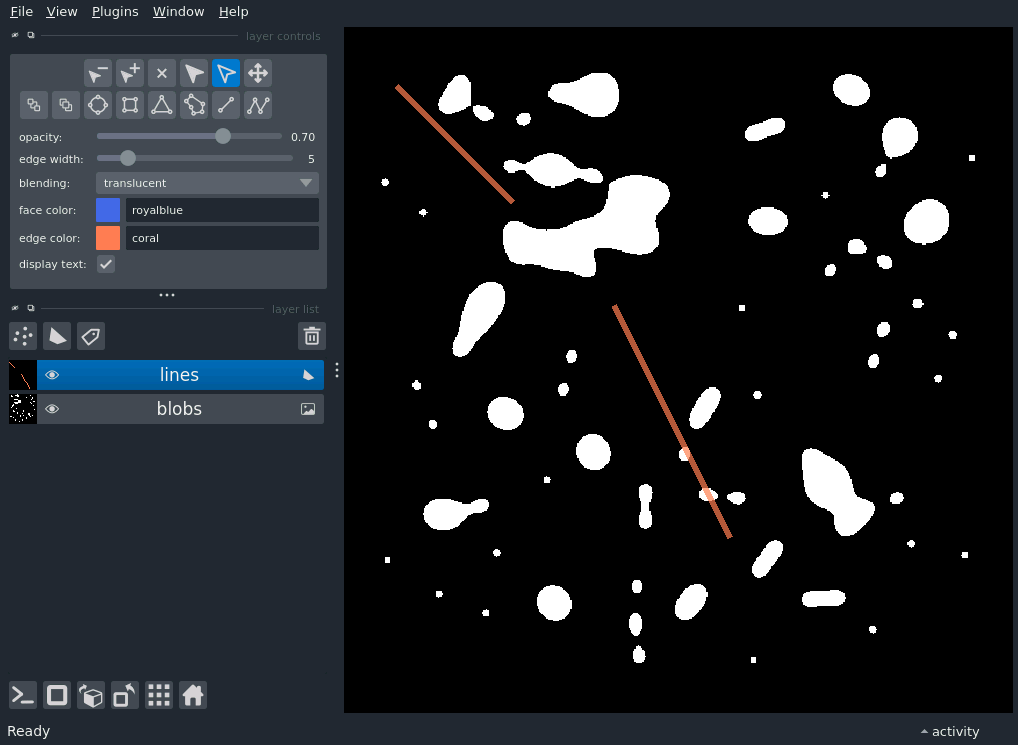 File View Plugins Window Help
layer controls
opacity: 0.70
edge width: 5
blending: translucent
face color: royalblue
edge color: coral
display text:
layer list
lines
blobs
Ready
activity